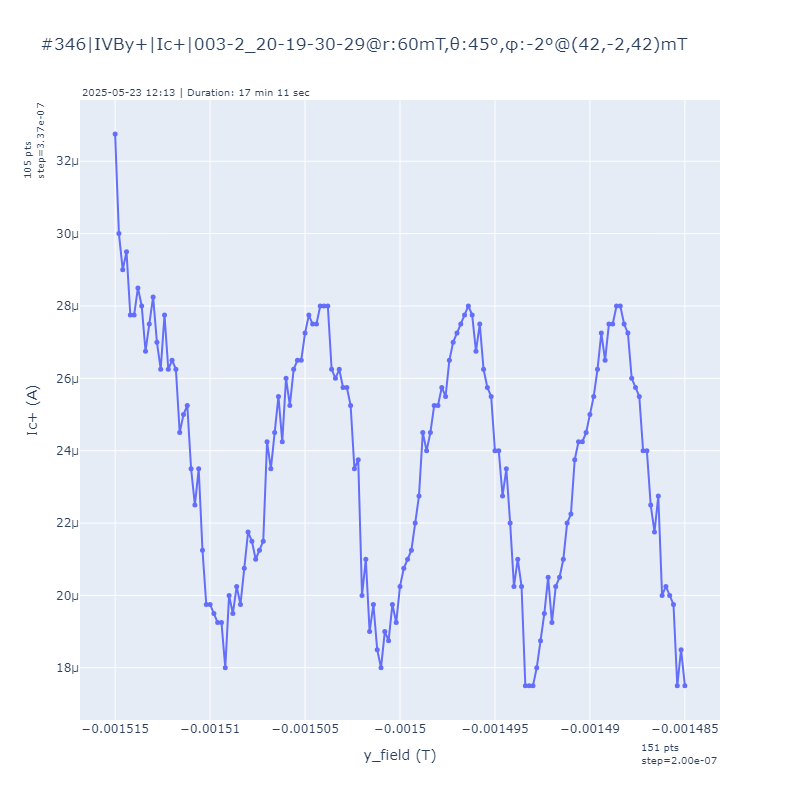 #346|IVBy+|Ic+|003-2_20-19-30-29@r:60mT,θ:45º,φ:-2º@(42,-2,42)mT
2025-05-23 12:13 | Duration: 17 min 11 sec
105 pts
step=3.37e-07
32μ
30μ
28μ
26μ
24μ
22μ
20μ
18μ
Ic+ (A)
−0.001515
−0.00151
−0.001505
−0.0015
−0.001495
−0.00149
−0.001485
y_field (T)
151 pts
step=2.00e-07